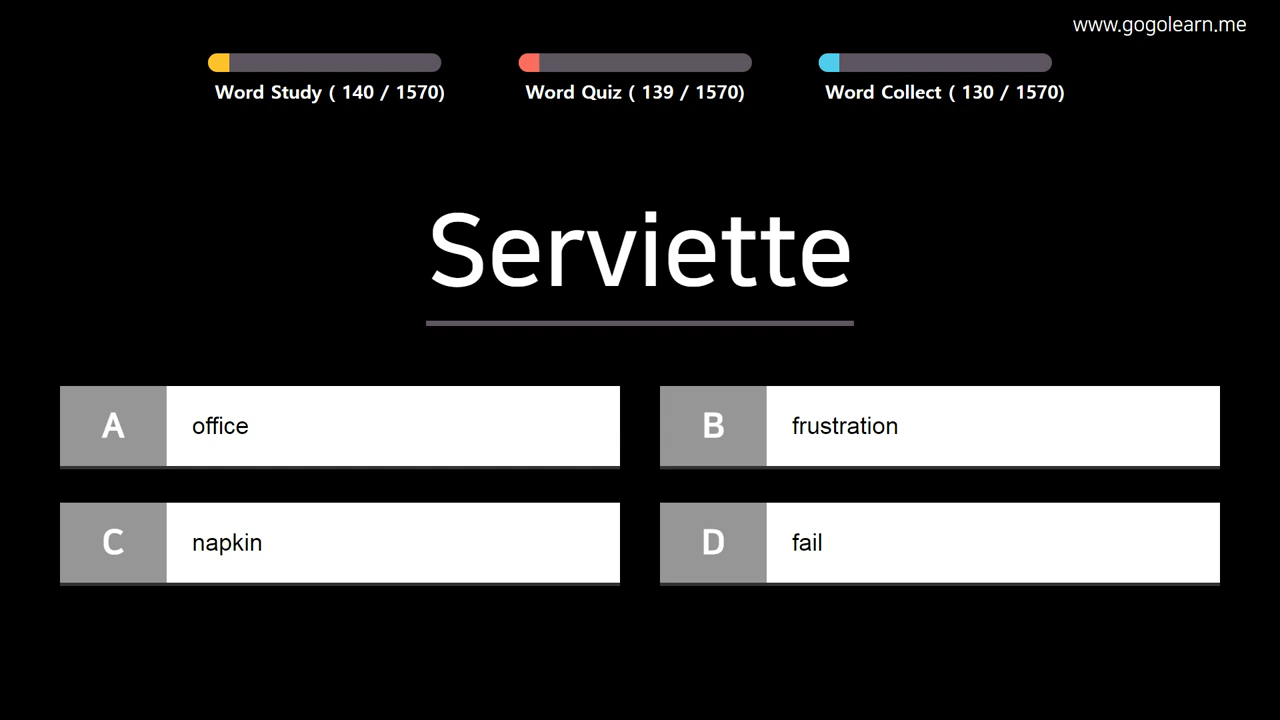 www.gogolearn.me
Word Study ( 140 / 1570)
Word Quiz ( 139 / 1570)
Word Collect ( 130 / 1570)
Serviette
A office
B frustration
C napkin
D fail